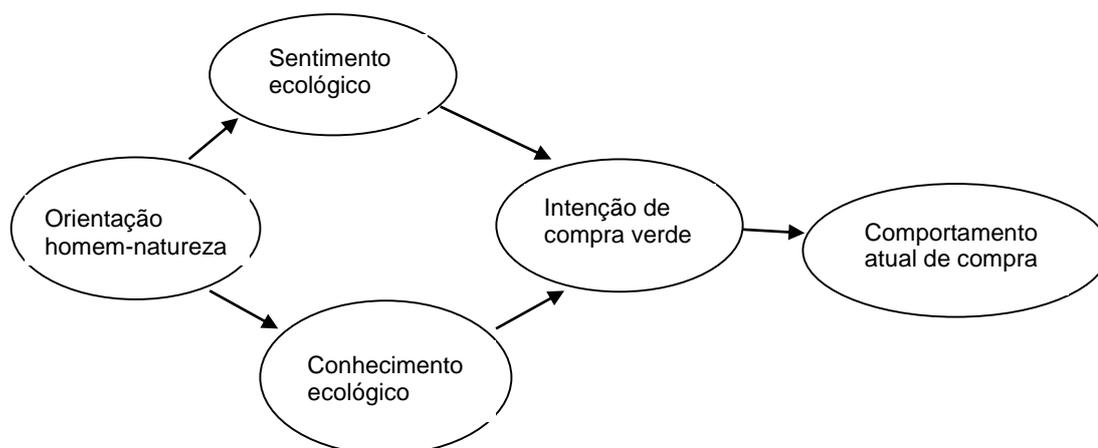 Sentimento
ecológico
Orientação
homem-natureza
Intenção de
compra verde
Comportamento
atual de compra
Conhecimento
ecológico